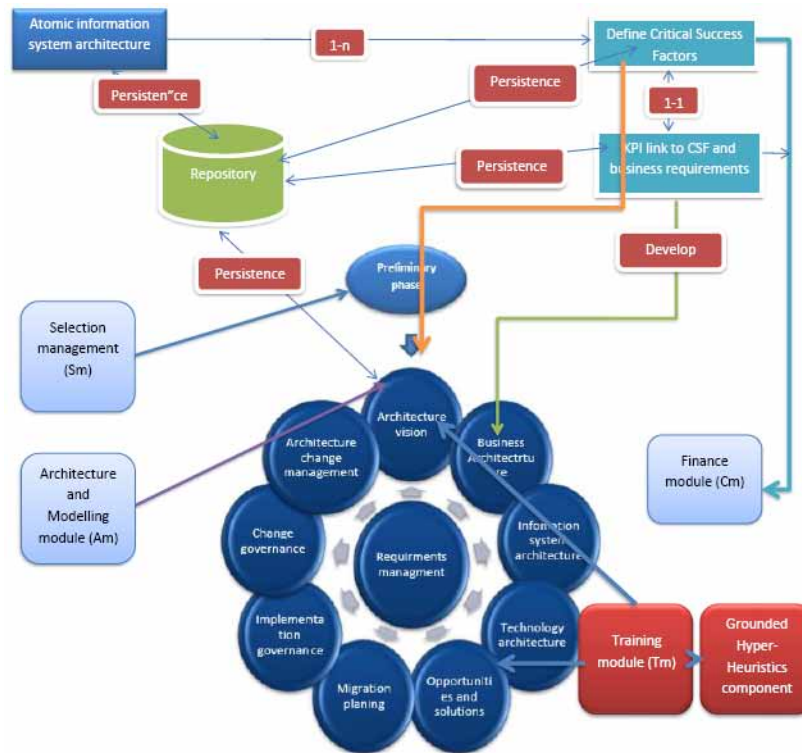 Atomic information
system architecture
1-n
Define Critical Success
Factors
Persisten"ce
Persistence
1-1
Repository
Persistence
KPI link to CSF and
business requirements
Develop
Persistence
Preliminary
phase
Selection
management
(Sm)
Architecture
vision
Architecture
change
management
Business
Architectrture
ure
Finance
module (Cm)
Architecture
and
Modelling
module (Am)
Change
governance
Requirments
managment
Infomation
system
architecture
Implementa
tion
governance
Technology
architecture
Training
module (Tm)
Grounded
Hyper-
Heuristics
component
Migration
planing
Opportuniti
es and
solutions